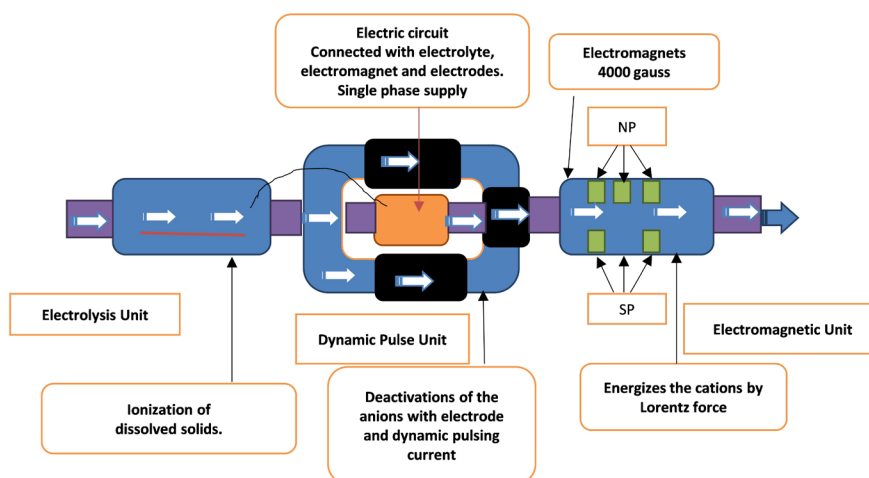 Electric circuit
Connected with electrolyte,
electromagnet and electrodes.
Single phase supply
Electromagnets
4000 gauss
NP
SP
Electrolysis Unit
Dynamic Pulse Unit
Electromagnetic Unit
Ionization of
dissolved solids.
Deactivations of the
anions with electrode
and dynamic pulsing
current
Energizes the cations by
Lorentz force